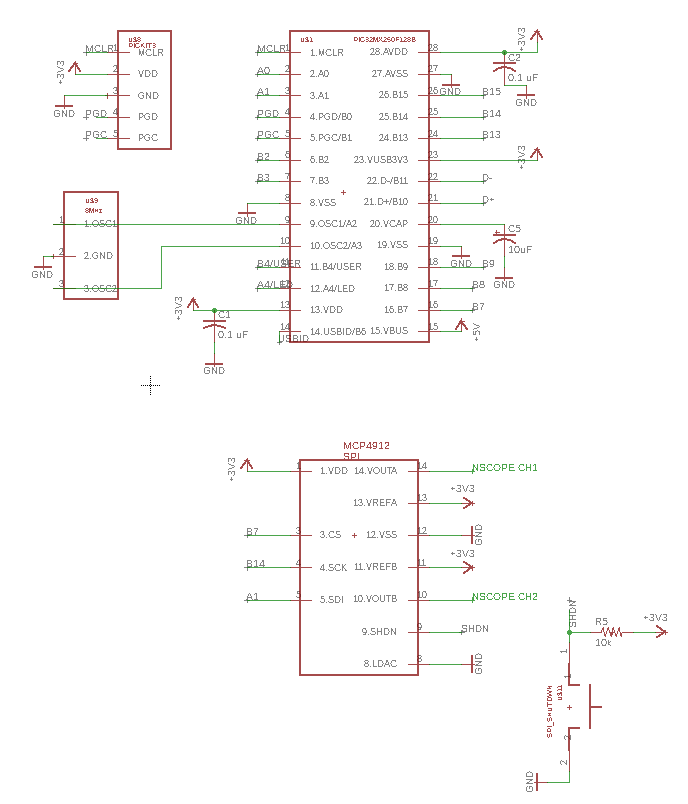 U$8
PICKIT3
MCLR 1 MCLR
+3V3 2 VDD
GND 3 GND
PGD 4 PGD
PGC 5 PGC
U$1
PIC32MX250F128B
MCLR 1 1.MCLR 28.AVDD 28 +3V3
A0 2 2.A0 27.AVSS 27 GND
A1 3 3.A1 26.B15 26 B15
PGD 4 4.PGD/B0 25.B14 25 B14
PGC 5 5.PGC/B1 24.B13 24 B13
B2 6 6.B2 23.VUSB3V3 23 +3V3
B3 7 7.B3 22.D-/B11 22 D-
GND 8 8.VSS 21.D+/B10 21 D+
9 9.OSC1/A2 20.VCAP 20
10 10.OSC2/A3 19.VSS 19 GND
B4/USER 11 11.B4/USER 18.B9 18 B9
A4/LED 12 12.A4/LED 17.B8 17 B8
+3V3 13 13.VDD 16.B7 16 B7
USBID 14 14.USBID/B6 15.VBUS 15 +5V
C2
0.1 uF
GND
C5
10uF
GND
U$9
8MHz
1 1.OSC1
GND 2 2.GND
3 3.OSC2
C1
0.1 uF
GND
MCP4912
SPI
+3V3 1 1.VDD 14.VOUTA 14 NSCOPE CH1
13.VREFA 13 +3V3
B7 3 3.CS 12.VSS 12 GND
B14 4 4.SCK 11.VREFB 11 +3V3
A1 5 5.SDI 10.VOUTB 10 NSCOPE CH2
9.SHDN 9 SHDN
8.LDAC 8 GND
SHDN
R5
10k
+3V3
1
1
U$11
SPI_SHUTDOWN
2
2
GND